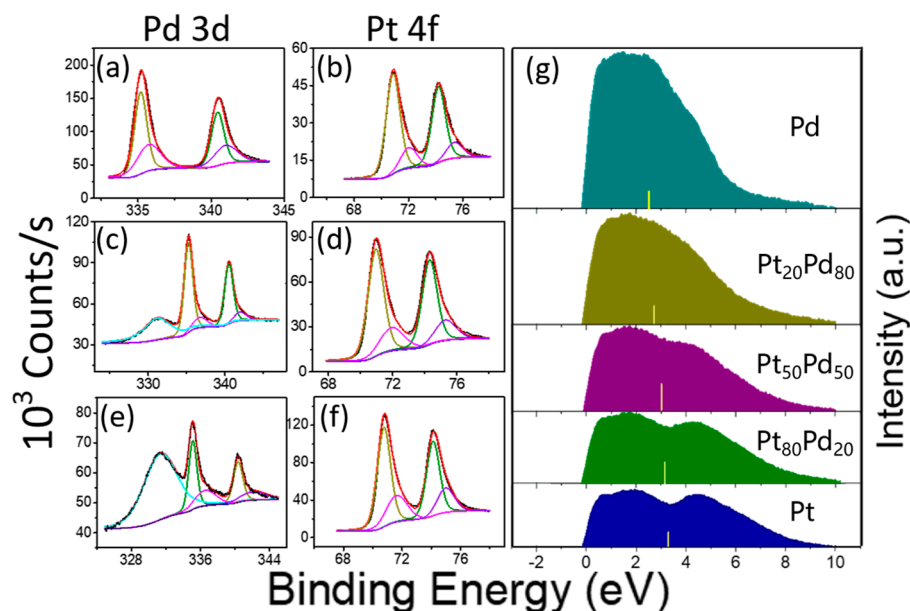 Pd 3d Pt 4f
(a) (b) (g)
200
150
100
50
0
335 340 345
60
45
30
15
0
68 72 76
Pd
(c) (d)
120
90
60
30
330 340
90
60
30
0
68 72 76
Pt20Pd80
Pt50Pd50
(e) (f)
80
70
60
50
40
328 336 344
120
80
40
0
68 72 76
Pt80Pd20
Pt
-2 0 2 4 6 8 10
10³ Counts/s
Intensity (a.u.)
Binding Energy (eV)